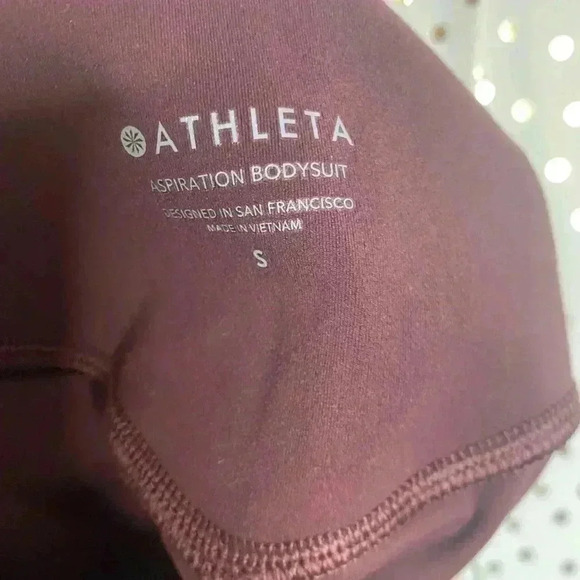 ATHLETA
ASPIRATION BODYSUIT
DESIGNED IN SAN FRANCISCO
MADE IN VIETNAM
S